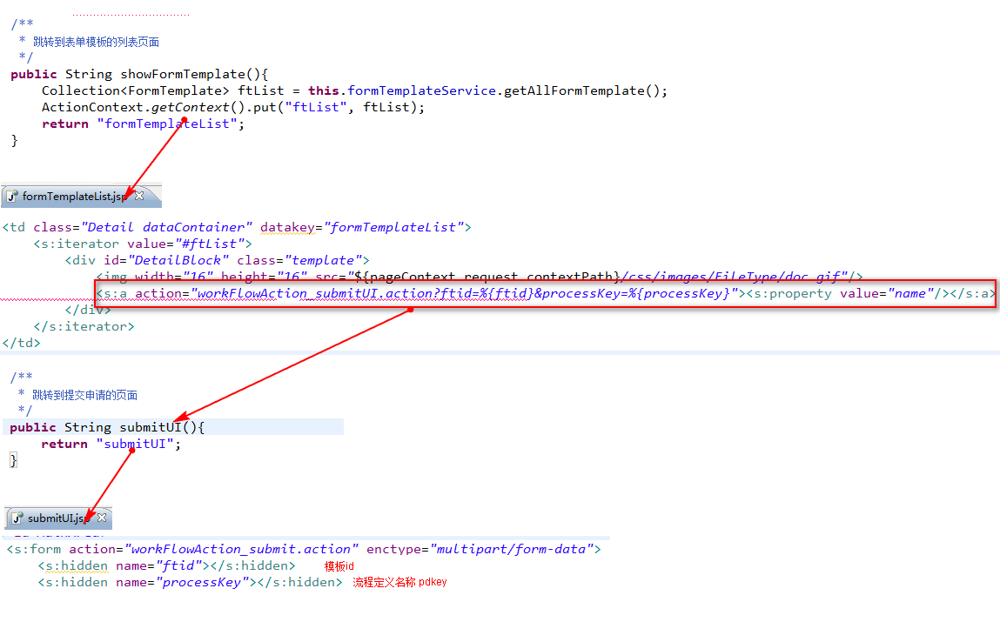 /**
 * 跳转到表单模板的列表页面
 */
public String showFormTemplate(){
    Collection<FormTemplate> ftList = this.formTemplateService.getAllFormTemplate();
    ActionContext.getContext().put("ftList", ftList);
    return "formTemplateList";
}
formTemplateList.jsp
<td class="Detail dataContainer" datakey="formTemplateList">
    <s:iterator value="#ftList">
        <div id="DetailBlock" class="template">
            <img width="16" height="16" src="${pageContext.request.contextPath}/css/images/FileType/doc.gif"/>
            <s:a action="workFlowAction_submitUI.action?ftid=%{ftid}&processKey=%{processKey}"><s:property value="name"/></s:a>
        </div>
    </s:iterator>
</td>
/**
 * 跳转到提交申请的页面
 */
public String submitUI(){
    return "submitUI";
}
submitUI.jsp
<s:form action="workFlowAction_submit.action" enctype="multipart/form-data">
    <s:hidden name="ftid"></s:hidden> 模板id
    <s:hidden name="processKey"></s:hidden> 流程定义名称 pdkey